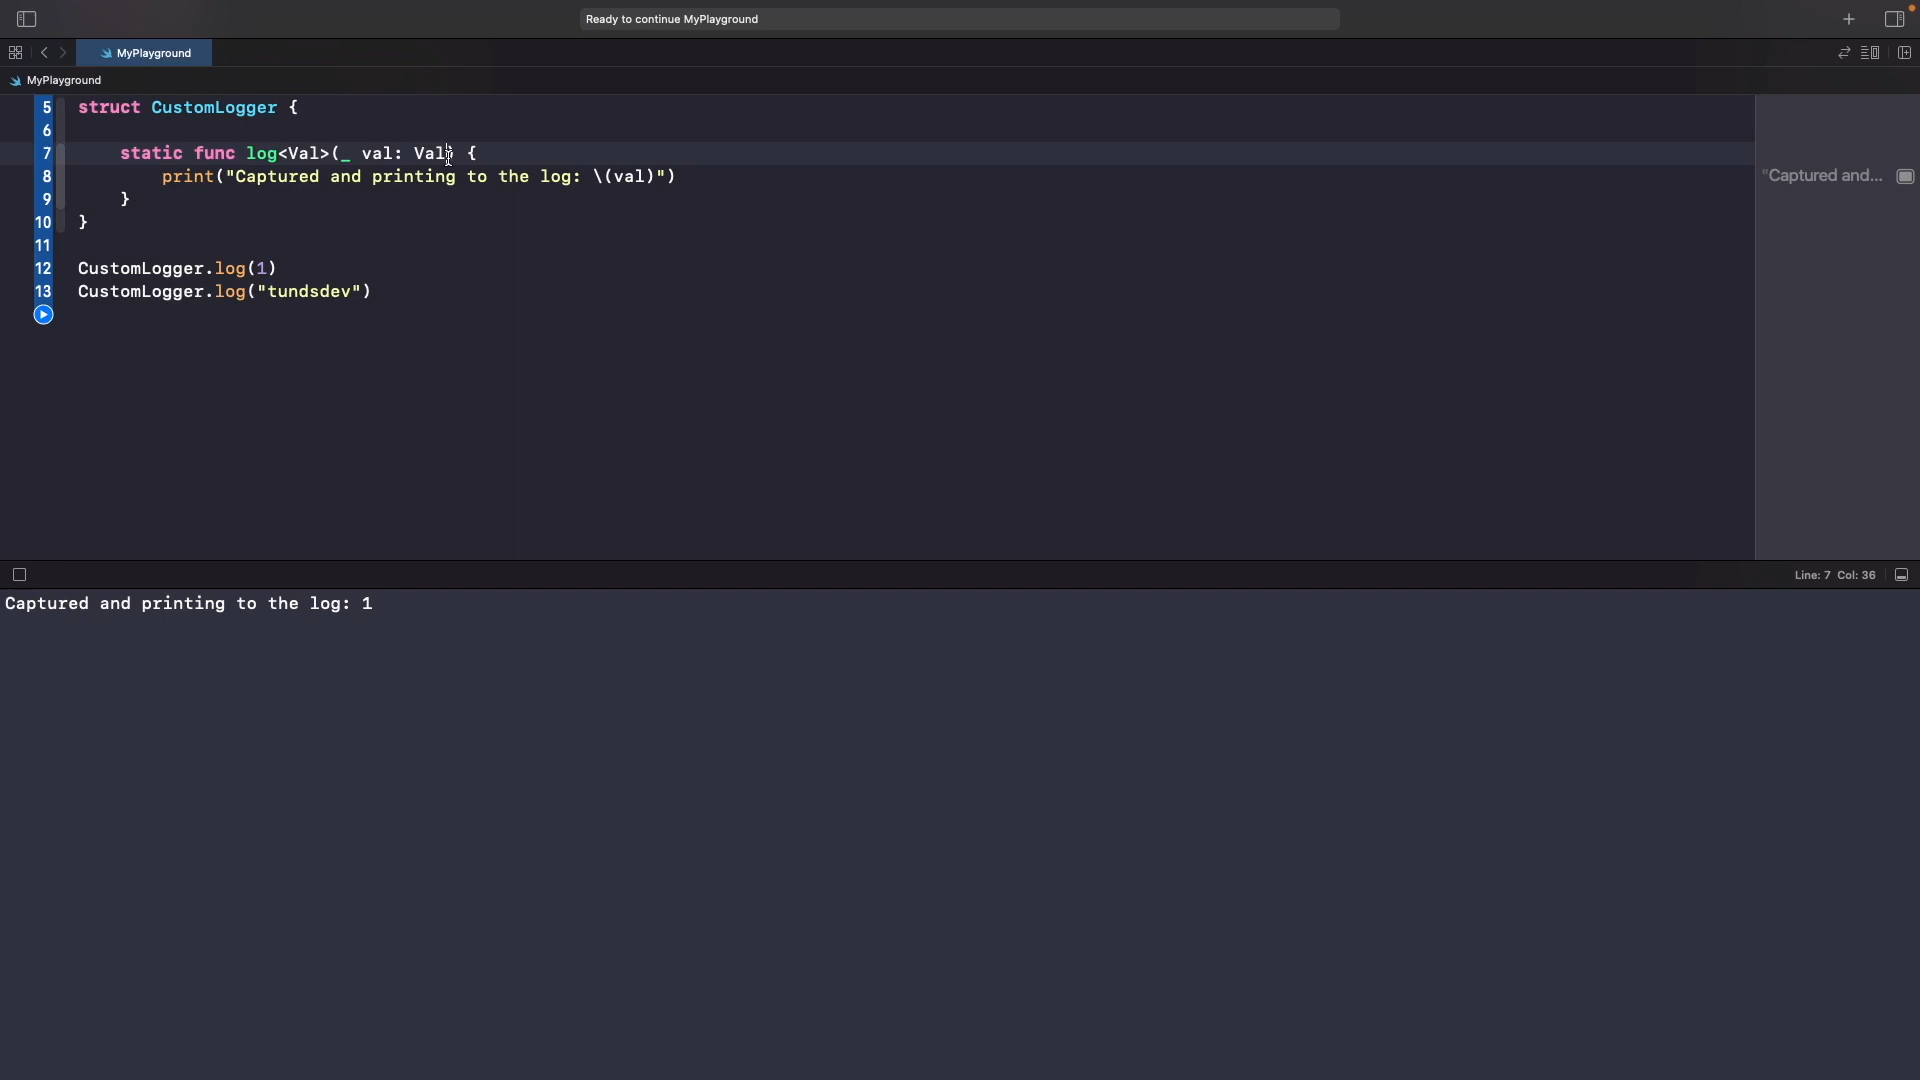 Ready to continue MyPlayground
MyPlayground
MyPlayground
5 struct CustomLogger {
6
7 static func log<Val>(_ val: Val) {
8 print("Captured and printing to the log: \(val)")
9 }
10 }
11
12 CustomLogger.log(1)
13 CustomLogger.log("tundsdev")
"Captured and...
Line: 7 Col: 36
Captured and printing to the log: 1